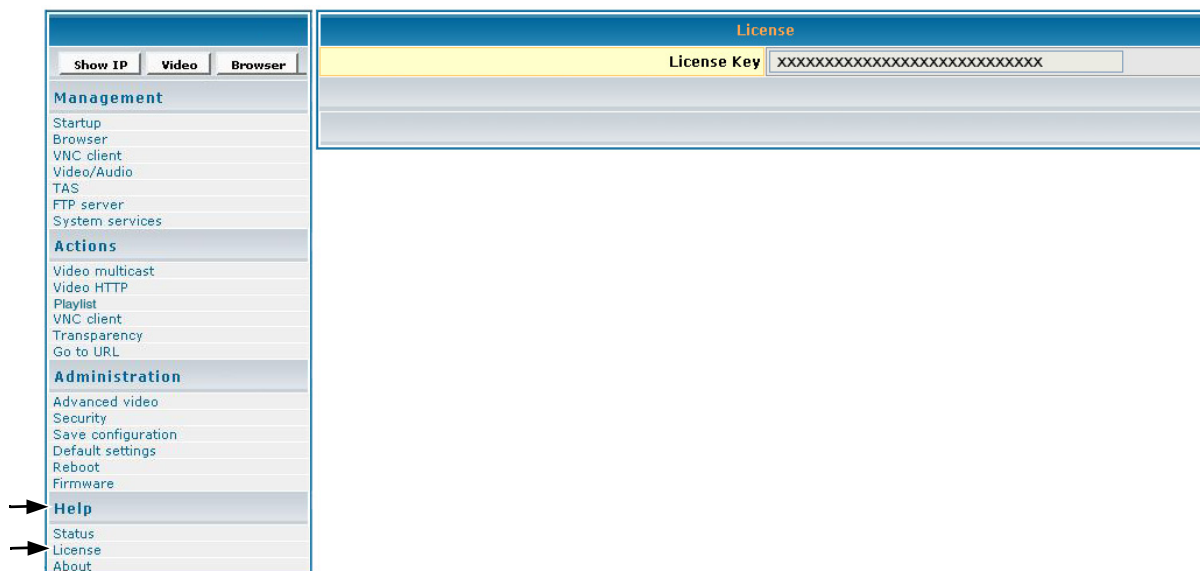 Show IP Video Browser
Management
Startup
Browser
VNC client
Video/Audio
TAS
FTP server
System services
Actions
Video multicast
Video HTTP
Playlist
VNC client
Transparency
Go to URL
Administration
Advanced video
Security
Save configuration
Default settings
Reboot
Firmware
Help
Status
License
About
License
License Key XXXXXXXXXXXXXXXXXXXXXXXXXXX